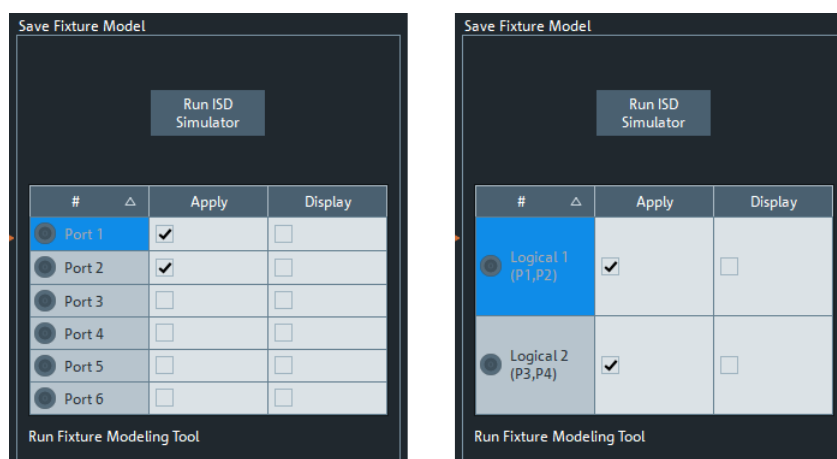 Save Fixture Model
Run ISD
Simulator
# Apply Display
Port 1
Port 2
Port 3
Port 4
Port 5
Port 6
Run Fixture Modeling Tool
Save Fixture Model
Run ISD
Simulator
# Apply Display
Logical 1
(P1,P2)
Logical 2
(P3,P4)
Run Fixture Modeling Tool